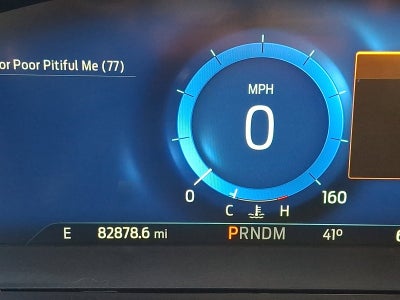 or Poor Pitiful Me (77)
MPH
0
0 160
C H
E 82878.6 mi PRNDM 41°